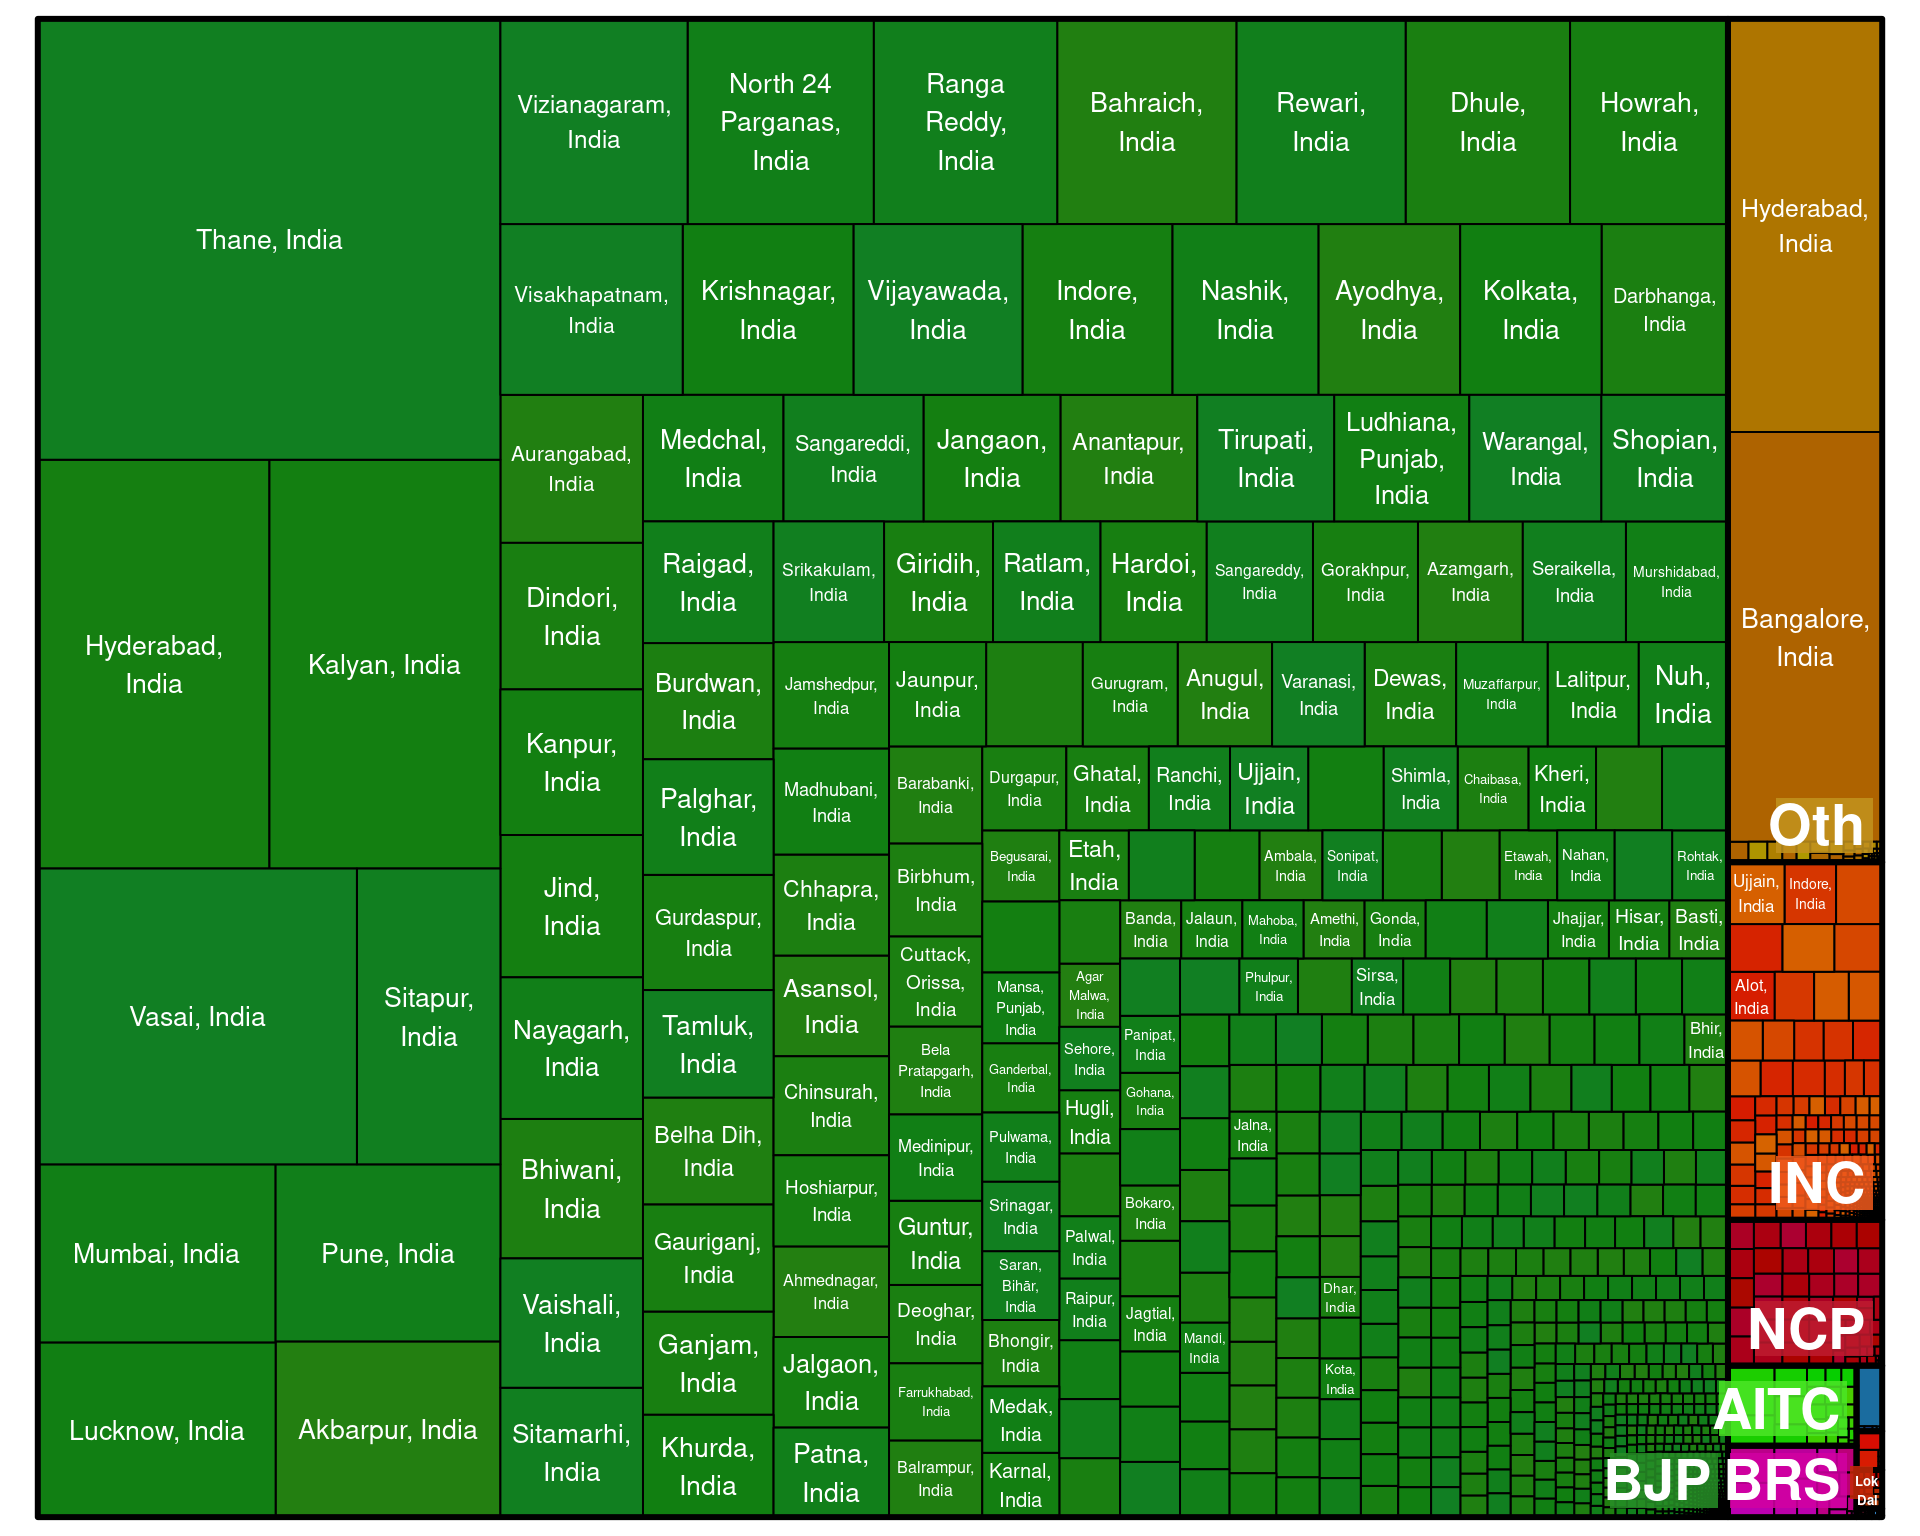 Thane, India
Hyderabad,
India
Kalyan, India
Vasai, India
Sitapur,
India
Mumbai, India
Pune, India
Lucknow, India
Akbarpur, India
Vizianagaram,
India
North 24
Parganas,
India
Ranga
Reddy,
India
Bahraich,
India
Rewari,
India
Dhule,
India
Howrah,
India
Visakhapatnam,
India
Krishnagar,
India
Vijayawada,
India
Indore,
India
Nashik,
India
Ayodhya,
India
Kolkata,
India
Darbhanga,
India
Aurangabad,
India
Dindori,
India
Kanpur,
India
Jind,
India
Nayagarh,
India
Bhiwani,
India
Vaishali,
India
Sitamarhi,
India
Medchal,
India
Sangareddi,
India
Jangaon,
India
Anantapur,
India
Tirupati,
India
Ludhiana,
Punjab,
India
Warangal,
India
Shopian,
India
Raigad,
India
Burdwan,
India
Palghar,
India
Gurdaspur,
India
Tamluk,
India
Belha Dih,
India
Gauriganj,
India
Ganjam,
India
Khurda,
India
Srikakulam,
India
Giridih,
India
Ratlam,
India
Hardoi,
India
Sangareddy,
India
Gorakhpur,
India
Azamgarh,
India
Seraikella,
India
Murshidabad,
India
Jamshedpur,
India
Madhubani,
India
Chhapra,
India
Asansol,
India
Chinsurah,
India
Hoshiarpur,
India
Ahmednagar,
India
Jalgaon,
India
Patna,
India
Jaunpur,
India
Gurugram,
India
Anugul,
India
Varanasi,
India
Dewas,
India
Muzaffarpur,
India
Lalitpur,
India
Nuh,
India
Barabanki,
India
Birbhum,
India
Cuttack,
Orissa,
India
Bela
Pratapgarh,
India
Medinipur,
India
Guntur,
India
Deoghar,
India
Farrukhabad,
India
Balrampur,
India
Durgapur,
India
Ghatal,
India
Ranchi,
India
Ujjain,
India
Shimla,
India
Chaibasa,
India
Kheri,
India
Begusarai,
India
Mansa,
Punjab,
India
Ganderbal,
India
Pulwama,
India
Srinagar,
India
Saran,
Bihār,
India
Bhongir,
India
Medak,
India
Karnal,
India
Etah,
India
Ambala,
India
Sonipat,
India
Etawah,
India
Nahan,
India
Rohtak,
India
Agar
Malwa,
India
Sehore,
India
Hugli,
India
Palwal,
India
Raipur,
India
Banda,
India
Jalaun,
India
Mahoba,
India
Amethi,
India
Gonda,
India
Jhajjar,
India
Hisar,
India
Basti,
India
Panipat,
India
Gohana,
India
Bokaro,
India
Jagtial,
India
Phulpur,
India
Sirsa,
India
Bhir,
India
Mandi,
India
Jalna,
India
Dhar,
India
Kota,
India
BJP
Hyderabad,
India
Bangalore,
India
Oth
Ujjain,
India
Indore,
India
Alot,
India
INC
NCP
AITC
BRS
Lok
Dal